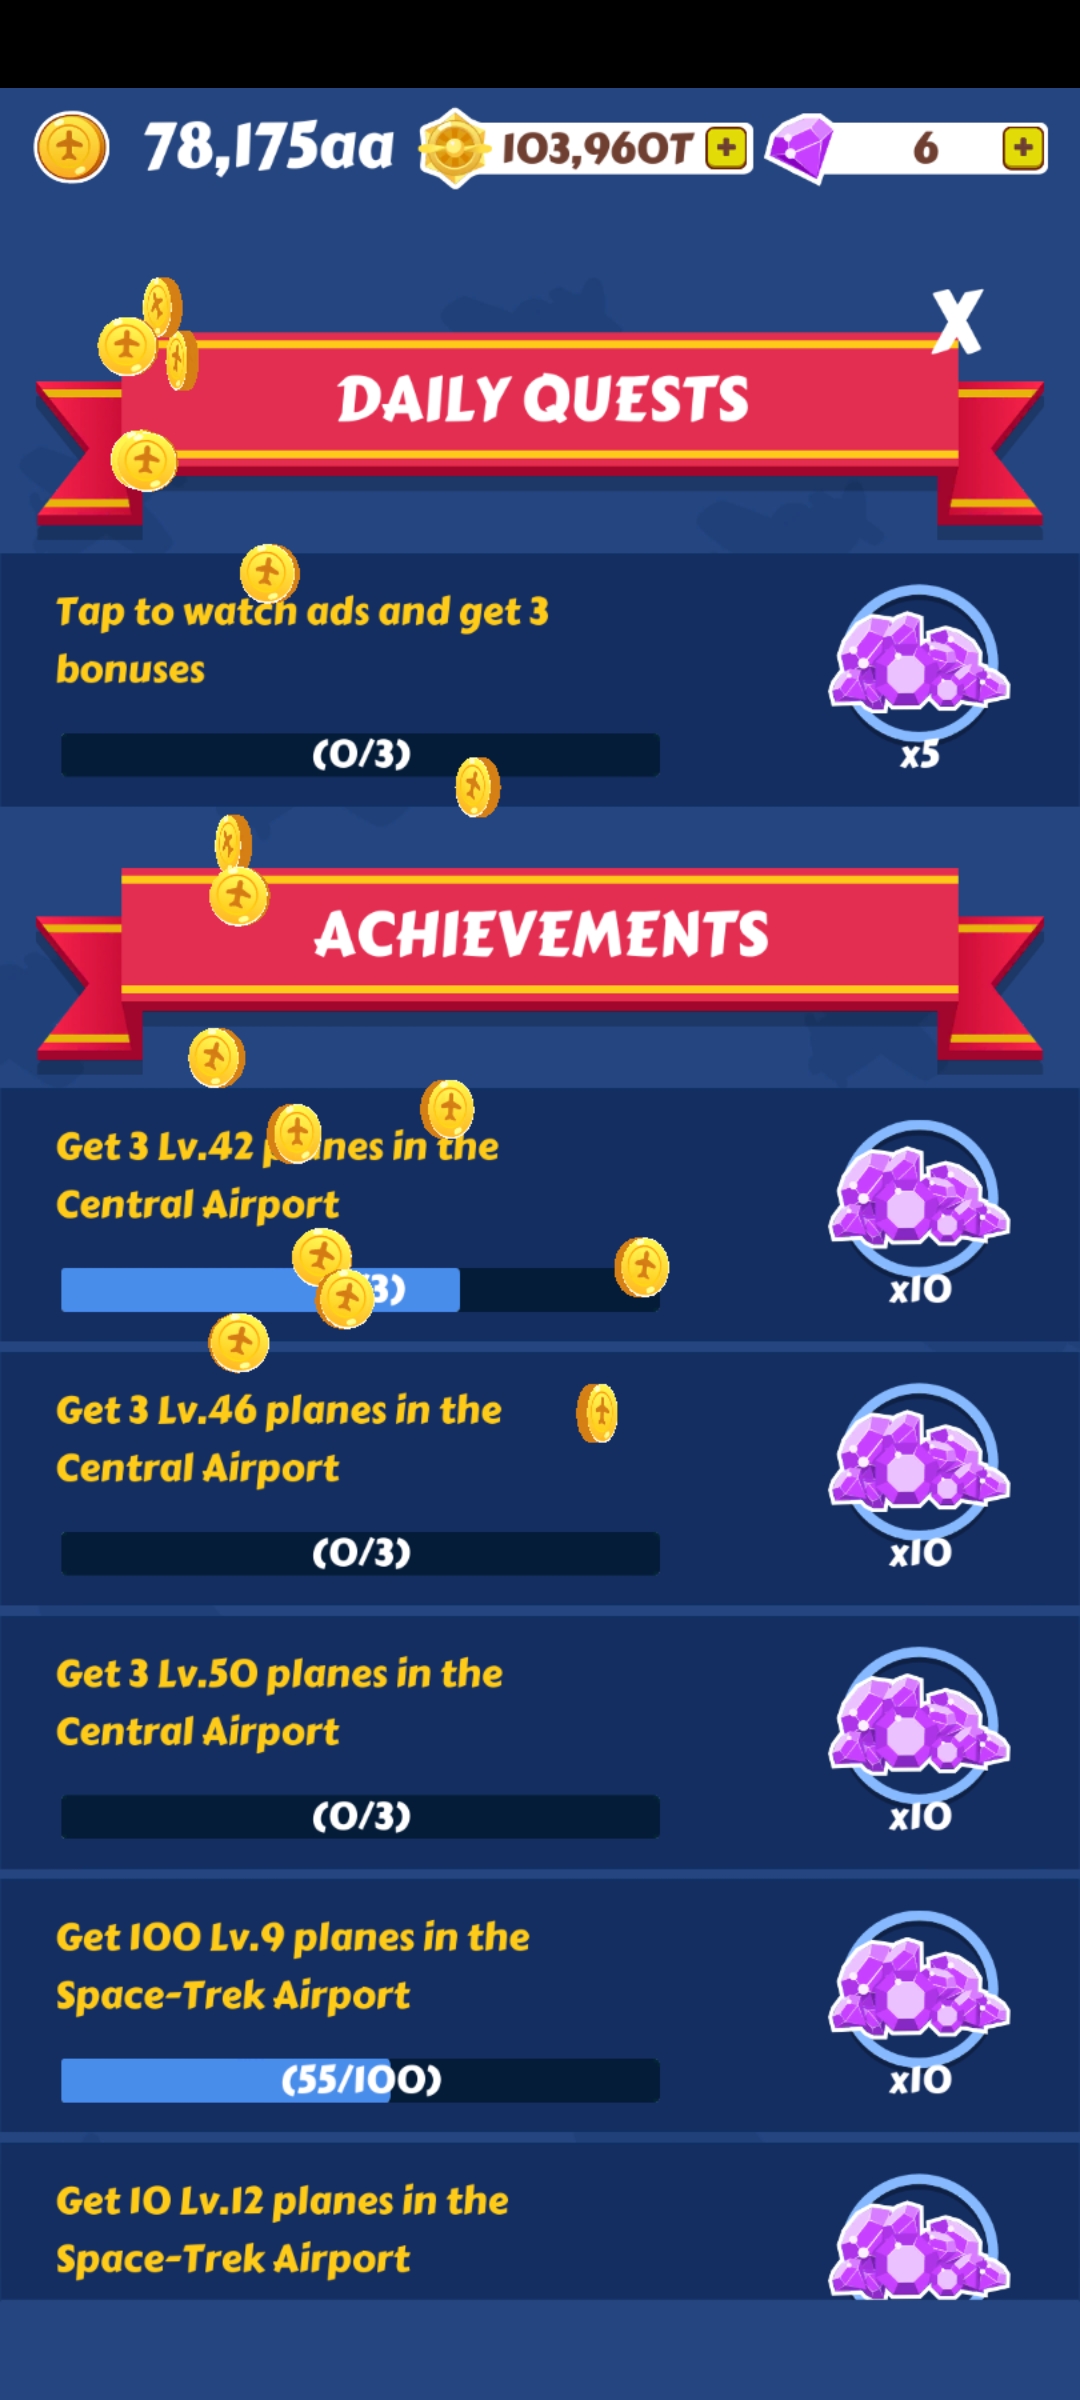 78,175aa 103,960T + 6 +
X
DAILY QUESTS
Tap to watch ads and get 3
bonuses
(0/3)
x5
ACHIEVEMENTS
Get 3 Lv.42 in the
Central Airport
3)
x10
Get 3 Lv.46 planes in the
Central Airport
(0/3)
x10
Get 3 Lv.50 planes in the
Central Airport
(0/3)
x10
Get 100 Lv.9 planes in the
Space-Trek Airport
(55/100)
x10
Get 10 Lv.12 planes in the
Space-Trek Airport